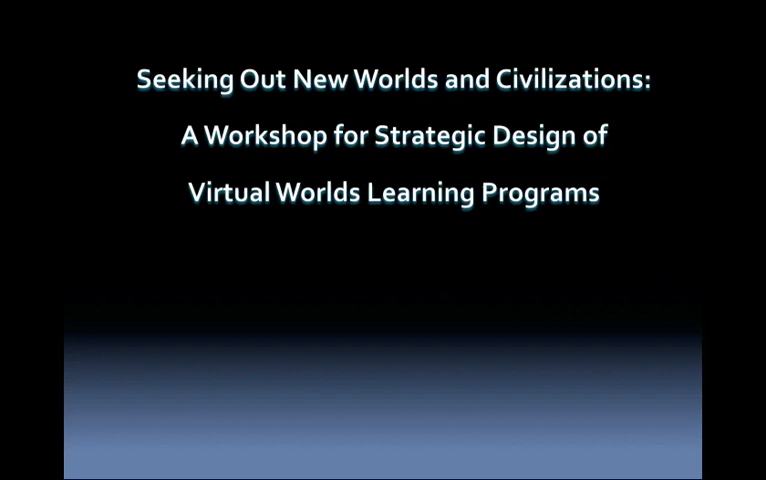 Seeking Out New Worlds and Civilizations:
A Workshop for Strategic Design of
Virtual Worlds Learning Programs